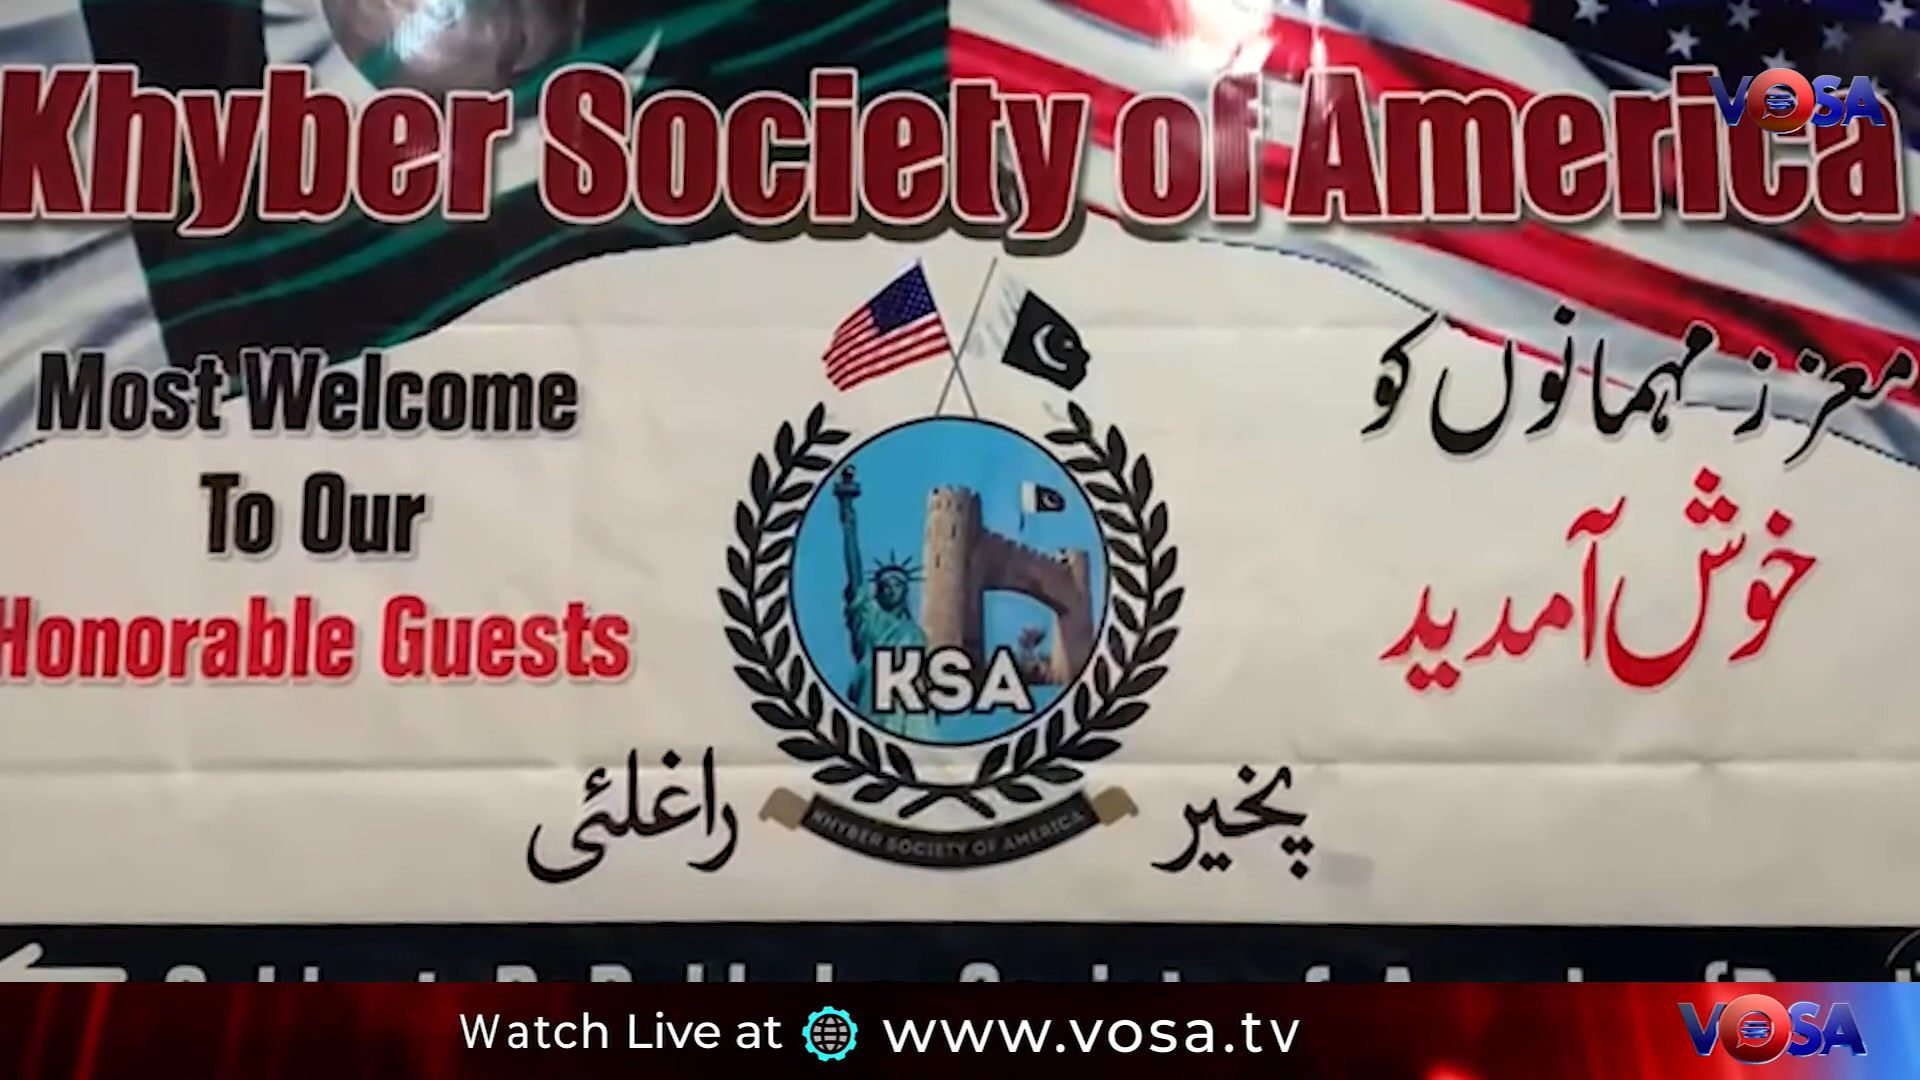 Khyber Society of America
VOSA
Most Welcome
To Our
Honorable Guests
معزز مہمانوں کو
خوش آمدید
KSA
KHYBER SOCIETY OF AMERICA
پخیر راغلئی
Watch Live at www.vosa.tv
VOSA